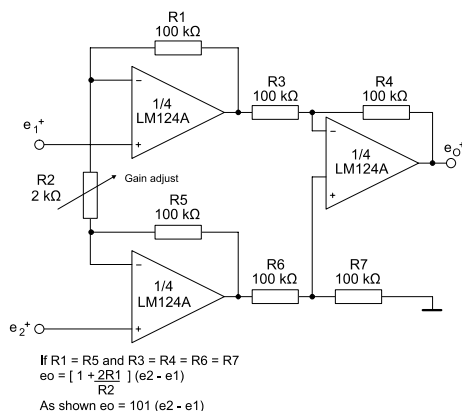 R1
100 kΩ
R3
100 kΩ
R4
100 kΩ
–
1/4
LM124A
+
e1+
–
1/4
LM124A
+
eO+
R2
2 kΩ
Gain adjust
R5
100 kΩ
–
1/4
LM124A
+
R6
100 kΩ
R7
100 kΩ
e2+
If R1 = R5 and R3 = R4 = R6 = R7
eo = [ 1 + 2R1 ] (e2 - e1)
R2
As shown eo = 101 (e2 - e1)